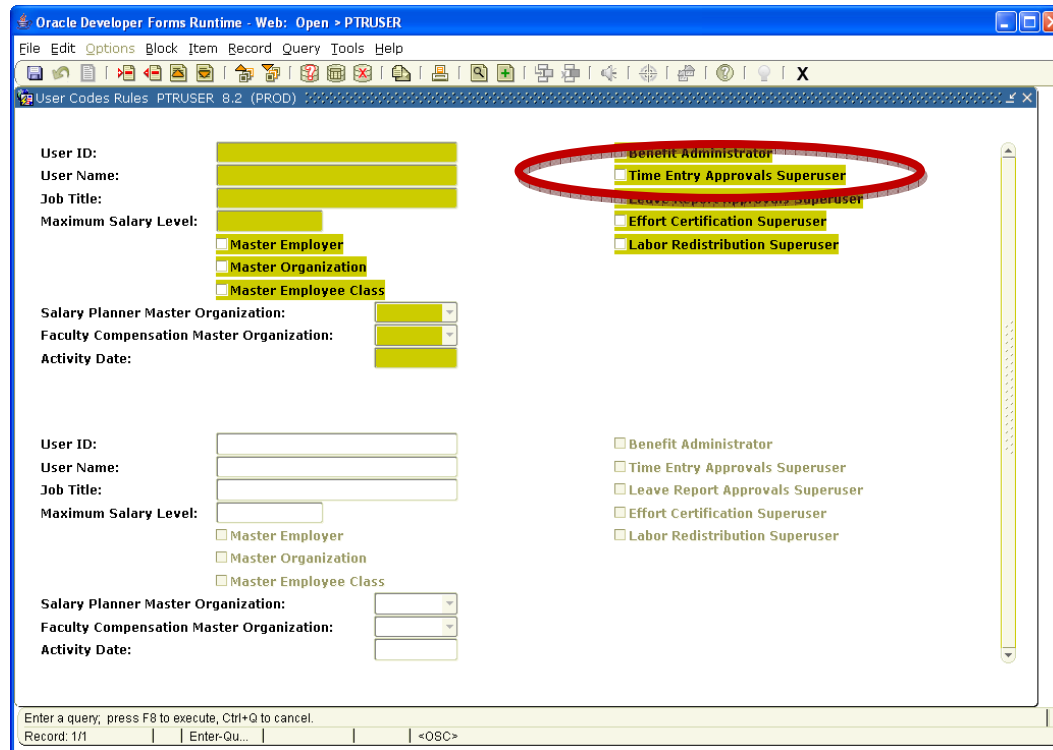 Oracle Developer Forms Runtime - Web: Open > PTRUSER
File Edit Options Block Item Record Query Tools Help
X
User Codes Rules PTRUSER 8.2 (PROD)
User ID:
Benefit Administrator
User Name:
Time Entry Approvals Superuser
Job Title:
Leave Report Approvals Superuser
Maximum Salary Level:
Effort Certification Superuser
Master Employer
Labor Redistribution Superuser
Master Organization
Master Employee Class
Salary Planner Master Organization:
Faculty Compensation Master Organization:
Activity Date:
User ID:
Benefit Administrator
User Name:
Time Entry Approvals Superuser
Job Title:
Leave Report Approvals Superuser
Maximum Salary Level:
Effort Certification Superuser
Master Employer
Labor Redistribution Superuser
Master Organization
Master Employee Class
Salary Planner Master Organization:
Faculty Compensation Master Organization:
Activity Date:
Enter a query; press F8 to execute, Ctrl+Q to cancel.
Record: 1/1 Enter-Qu... <OSC>